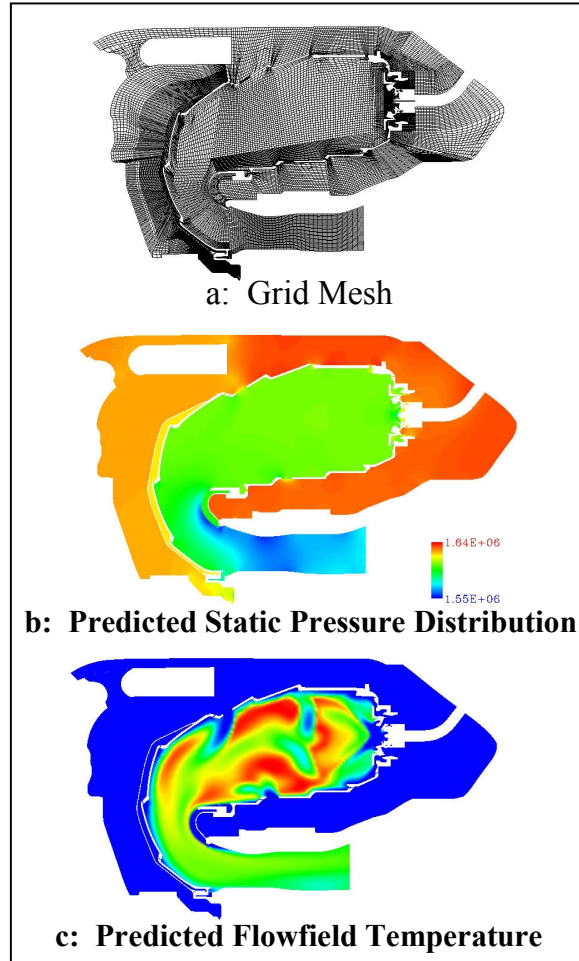 a: Grid Mesh
1.64E+06
1.55E+06
b: Predicted Static Pressure Distribution
c: Predicted Flowfield Temperature